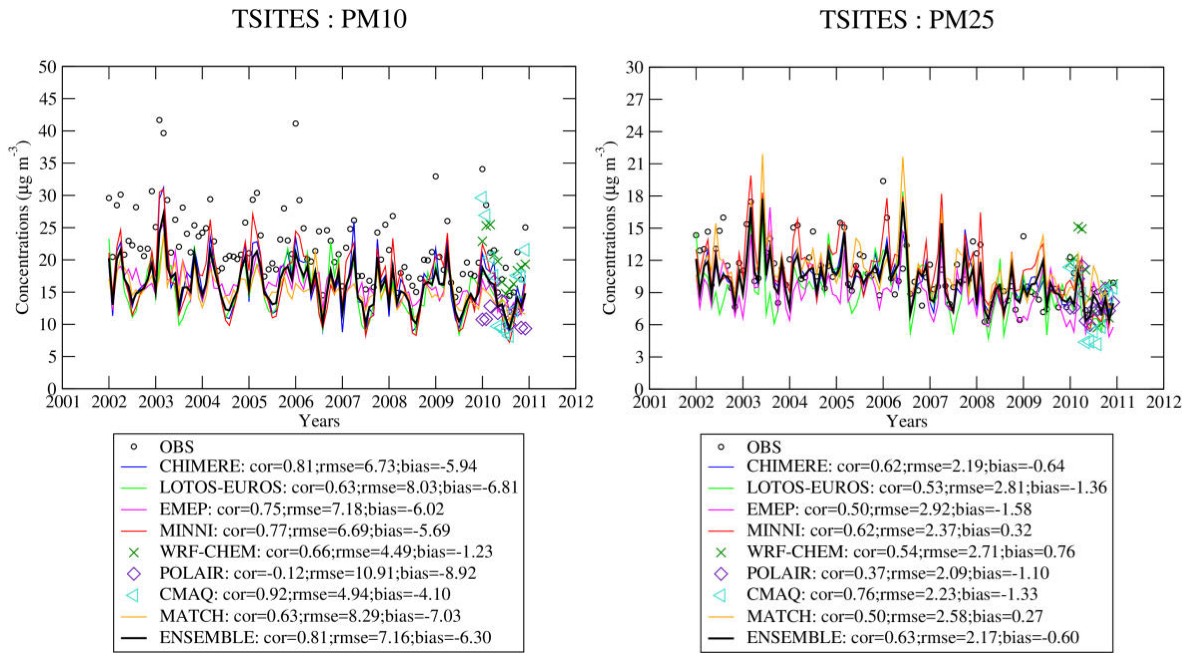 TSITES : PM10
50
45
40
35
30
25
20
15
10
5
0
Concentrations (µg m⁻³)
2001 2002 2003 2004 2005 2006 2007 2008 2009 2010 2011 2012
Years
OBS
CHIMERE: cor=0.81;rmse=6.73;bias=-5.94
LOTOS-EUROS: cor=0.63;rmse=8.03;bias=-6.81
EMEP: cor=0.75;rmse=7.18;bias=-6.02
MINNI: cor=0.77;rmse=6.69;bias=-5.69
WRF-CHEM: cor=0.66;rmse=4.49;bias=-1.23
POLAIR: cor=-0.12;rmse=10.91;bias=-8.92
CMAQ: cor=0.92;rmse=4.94;bias=-4.10
MATCH: cor=0.63;rmse=8.29;bias=-7.03
ENSEMBLE: cor=0.81;rmse=7.16;bias=-6.30
TSITES : PM25
30
27
24
21
18
15
12
9
6
3
0
Concentrations (µg m⁻³)
2001 2002 2003 2004 2005 2006 2007 2008 2009 2010 2011 2012
Years
OBS
CHIMERE: cor=0.62;rmse=2.19;bias=-0.64
LOTOS-EUROS: cor=0.53;rmse=2.81;bias=-1.36
EMEP: cor=0.50;rmse=2.92;bias=-1.58
MINNI: cor=0.62;rmse=2.37;bias=0.32
WRF-CHEM: cor=0.54;rmse=2.71;bias=0.76
POLAIR: cor=0.37;rmse=2.09;bias=-1.10
CMAQ: cor=0.76;rmse=2.23;bias=-1.33
MATCH: cor=0.50;rmse=2.58;bias=0.27
ENSEMBLE: cor=0.63;rmse=2.17;bias=-0.60